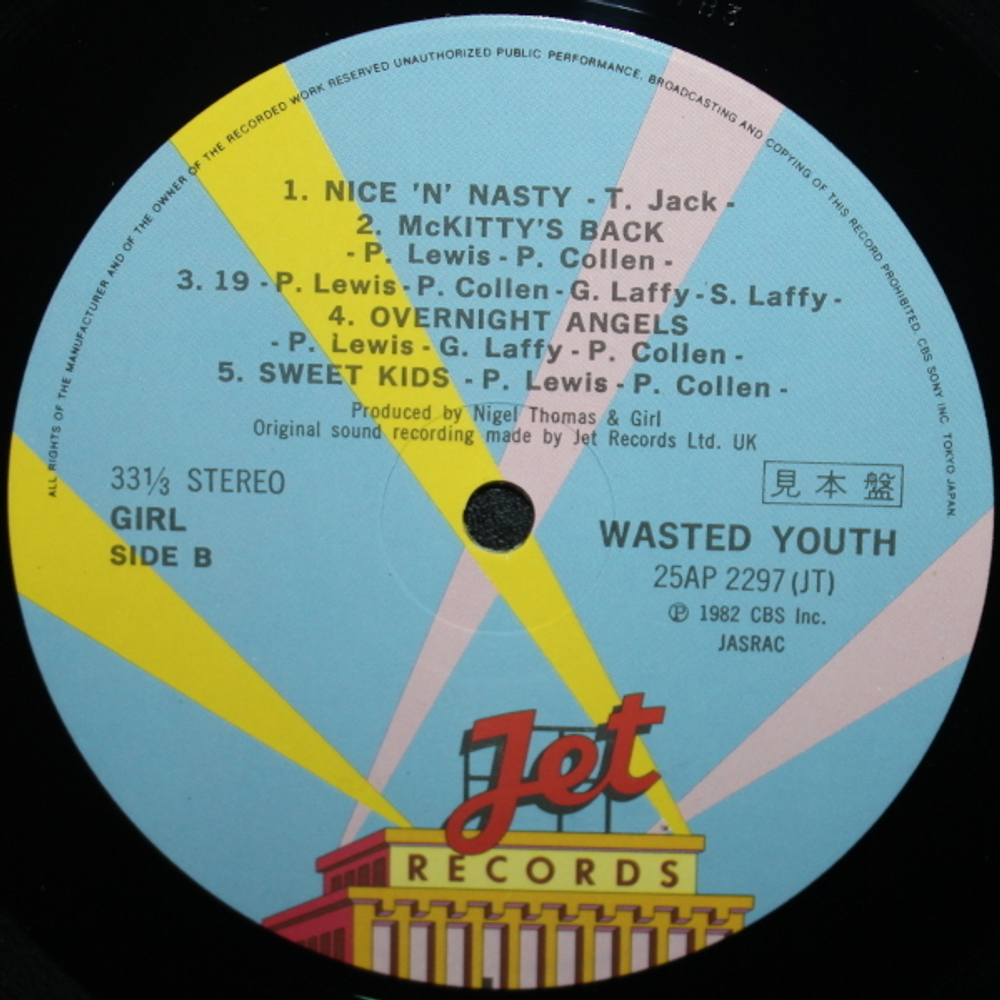 ALL RIGHTS OF THE MANUFACTURER AND OF THE OWNER OF THE RECORDED WORK RESERVED UNAUTHORIZED PUBLIC PERFORMANCE, BROADCASTING AND COPYING OF THIS RECORD PROHIBITED. CBS SONY INC. TOKYO JAPAN.
1. NICE 'N' NASTY - T. Jack -
2. McKITTY'S BACK
- P. Lewis - P. Collen -
3. 19 - P. Lewis - P. Collen - G. Laffy - S. Laffy -
4. OVERNIGHT ANGELS
- P. Lewis - G. Laffy - P. Collen -
5. SWEET KIDS - P. Lewis - P. Collen -
Produced by Nigel Thomas & Girl
Original sound recording made by Jet Records Ltd. UK
33⅓ STEREO
GIRL
SIDE B
見本盤
WASTED YOUTH
25AP 2297 (JT)
℗ 1982 CBS Inc.
JASRAC
Jet
RECORDS